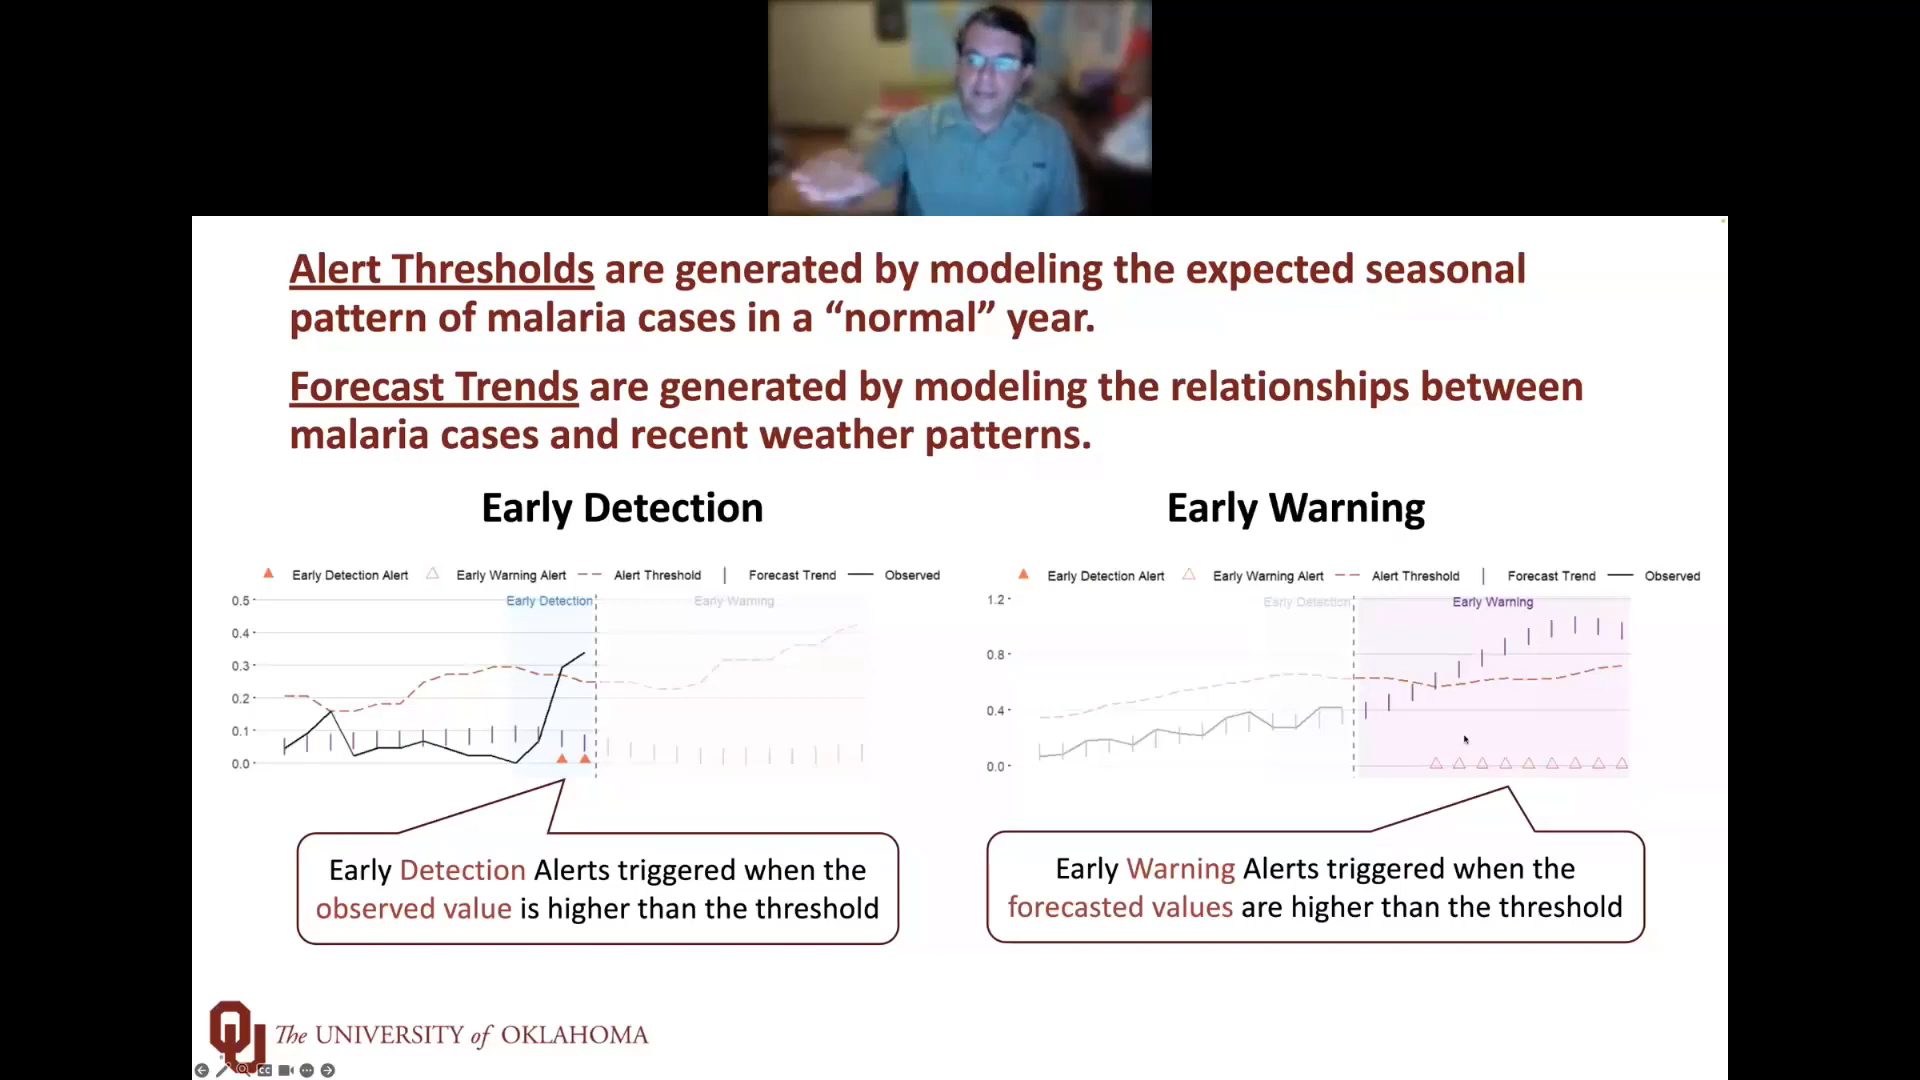 Alert Thresholds are generated by modeling the expected seasonal
pattern of malaria cases in a “normal” year.
Forecast Trends are generated by modeling the relationships between
malaria cases and recent weather patterns.
Early Detection
Early Detection Alert Early Warning Alert Alert Threshold Forecast Trend Observed
Early Detection Early Warning
0.5
0.4
0.3
0.2
0.1
0.0
Early Detection Alerts triggered when the
observed value is higher than the threshold
Early Warning
Early Detection Alert Early Warning Alert Alert Threshold Forecast Trend Observed
Early Detection Early Warning
1.2
0.8
0.4
0.0
Early Warning Alerts triggered when the
forecasted values are higher than the threshold
OU The UNIVERSITY of OKLAHOMA
CC